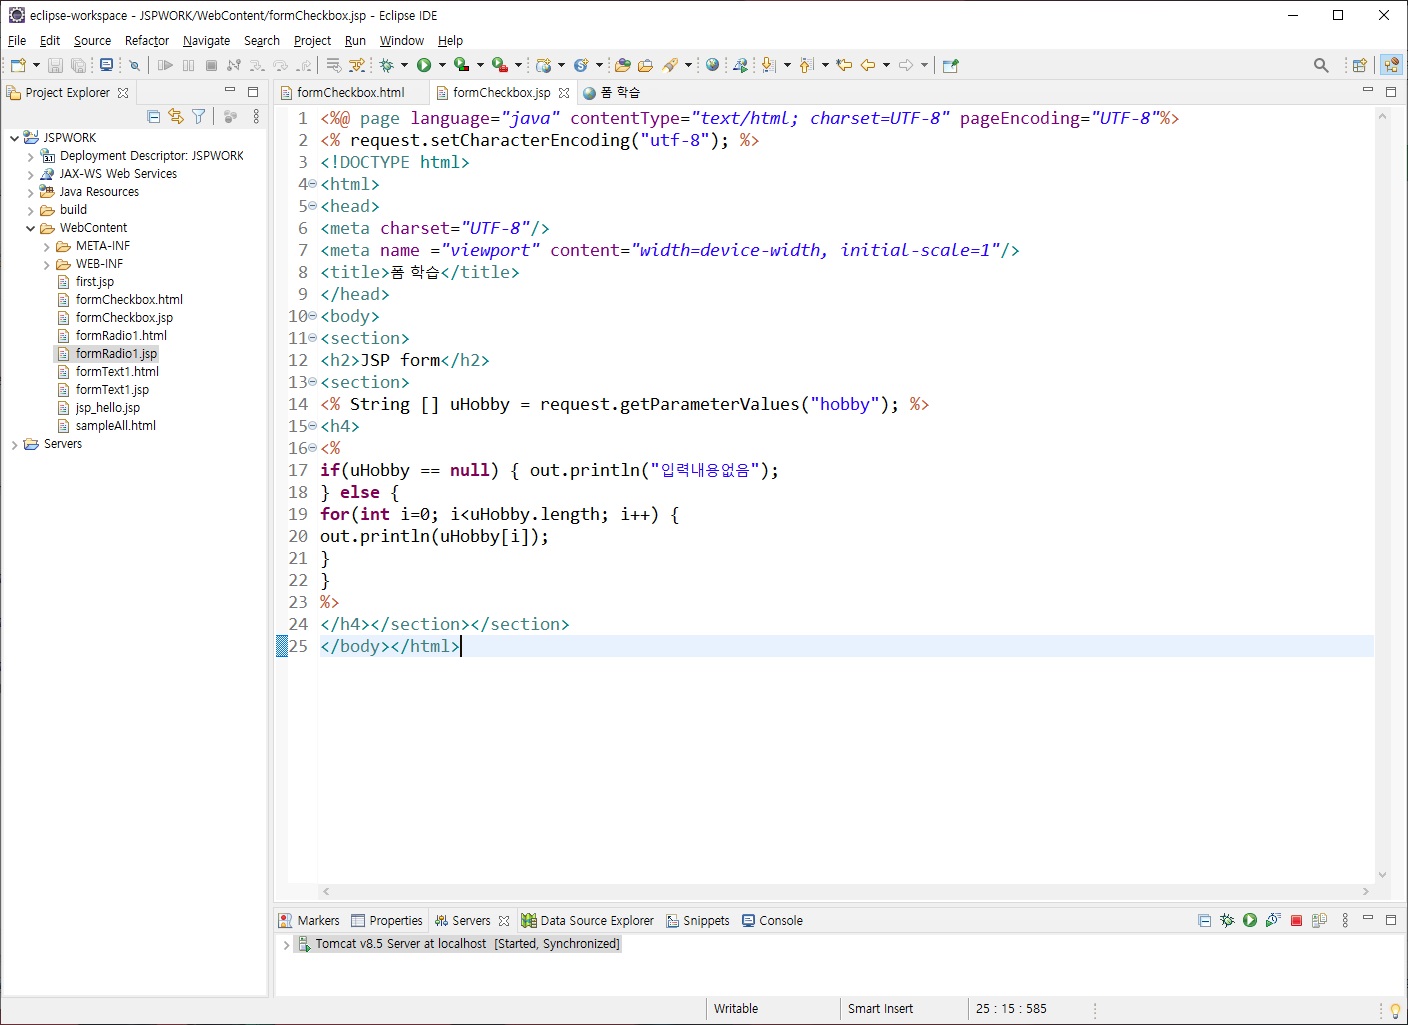 eclipse-workspace - JSPWORK/WebContent/formCheckbox.jsp - Eclipse IDE
File Edit Source Refactor Navigate Search Project Run Window Help
Project Explorer
formCheckbox.html formCheckbox.jsp 폼 학습
JSPWORK
Deployment Descriptor: JSPWORK
JAX-WS Web Services
Java Resources
build
WebContent
META-INF
WEB-INF
first.jsp
formCheckbox.html
formCheckbox.jsp
formRadio1.html
formRadio1.jsp
formText1.html
formText1.jsp
jsp_hello.jsp
sampleAll.html
Servers
1 <%@ page language="java" contentType="text/html; charset=UTF-8" pageEncoding="UTF-8"%>
2 <% request.setCharacterEncoding("utf-8"); %>
3 <!DOCTYPE html>
4 <html>
5 <head>
6 <meta charset="UTF-8"/>
7 <meta name ="viewport" content="width=device-width, initial-scale=1"/>
8 <title>폼 학습</title>
9 </head>
10 <body>
11 <section>
12 <h2>JSP form</h2>
13 <section>
14 <% String [] uHobby = request.getParameterValues("hobby"); %>
15 <h4>
16 <%
17 if(uHobby == null) { out.println("입력내용없음");
18 } else {
19 for(int i=0; i<uHobby.length; i++) {
20 out.println(uHobby[i]);
21 }
22 }
23 %>
24 </h4></section></section>
25 </body></html>
Markers Properties Servers Data Source Explorer Snippets Console
Tomcat v8.5 Server at localhost [Started, Synchronized]
Writable Smart Insert 25 : 15 : 585